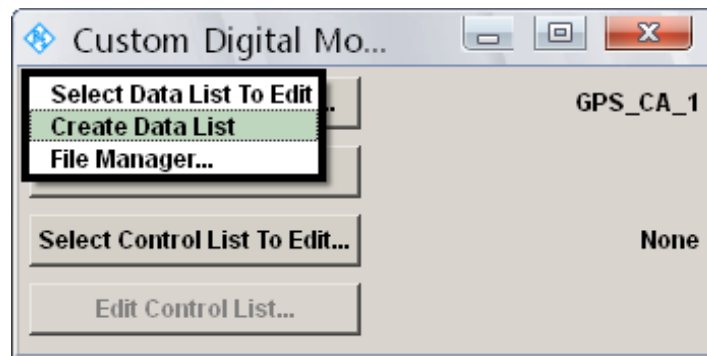 Custom Digital Mo...
Select Data List To Edit
Create Data List
File Manager...
GPS_CA_1
Select Control List To Edit...
None
Edit Control List...